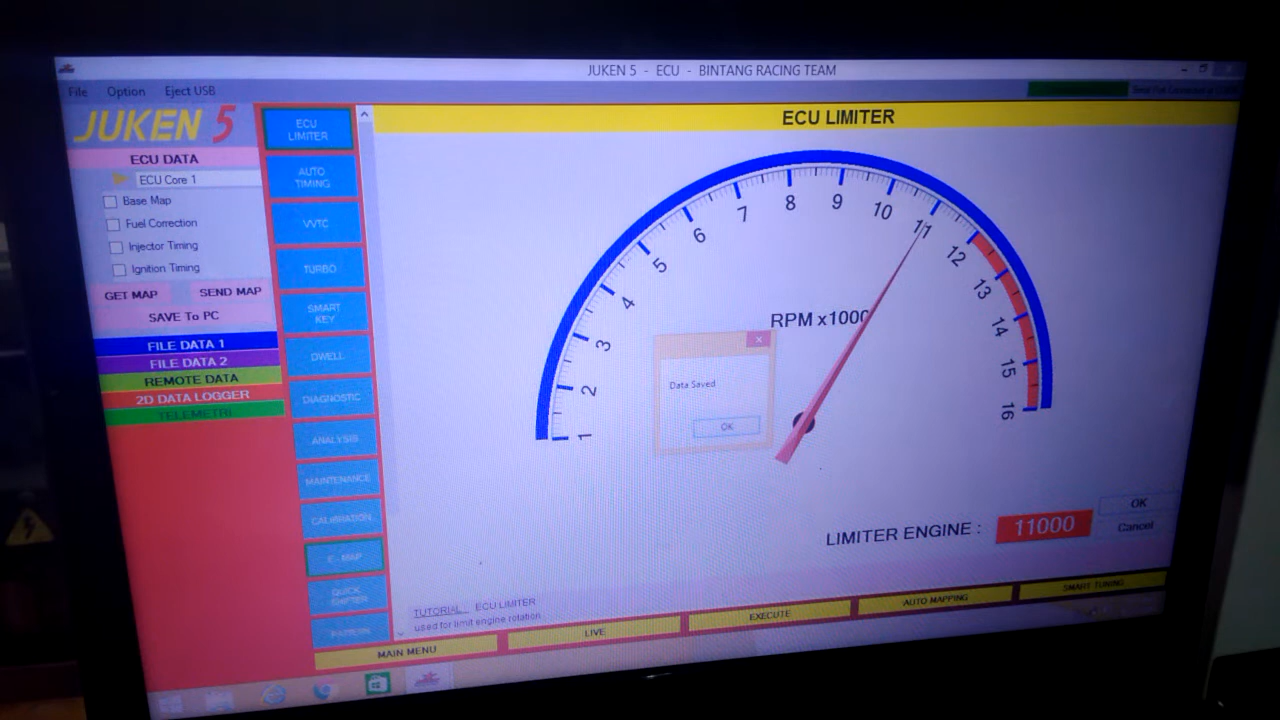 JUKEN 5 - ECU - BINTANG RACING TEAM
File Option Eject USB
JUKEN 5
ECU DATA
ECU Core 1
Base Map
Fuel Correction
Injector Timing
Ignition Timing
GET MAP SEND MAP
SAVE To PC
FILE DATA 1
FILE DATA 2
REMOTE DATA
2D DATA LOGGER
TELEMETRI
ECU
LIMITER
AUTO
TIMING
VVTC
TURBO
SMART
KEY
DWELL
DIAGNOSTIC
ANALYSIS
MAINTENANCE
CALIBRATION
E - MAP
QUICK
SHIFTER
ECU LIMITER
1
2
3
4
5
6
7
8
9
10
11
12
13
14
15
16
RPM x1000
Data Saved
OK
LIMITER ENGINE : 11000
OK
Cancel
TUTORIAL ECU LIMITER
used for limit engine rotation
MAIN MENU
LIVE
EXECUTE
AUTO MAPPING
SMART TUNING